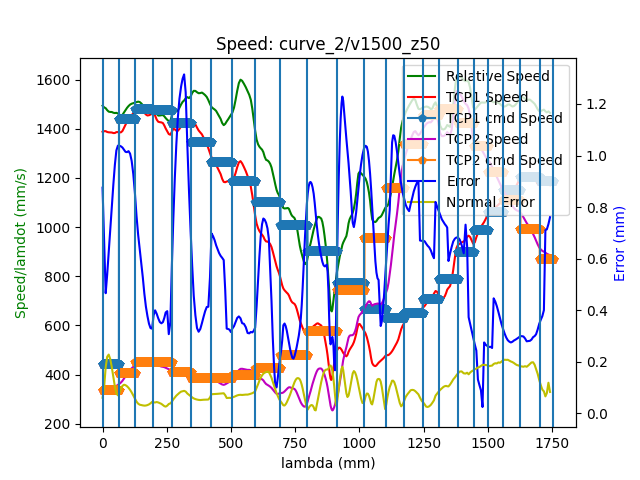 Speed: curve_2/v1500_z50
Relative Speed
TCP1 Speed
TCP1 cmd Speed
TCP2 Speed
TCP2 cmd Speed
Error
Normal Error
Speed/lamdot (mm/s)
1600
1400
1200
1000
800
600
400
200
1.2
1.0
0.8
0.6
0.4
0.2
0.0
Error (mm)
0 250 500 750 1000 1250 1500 1750
lambda (mm)